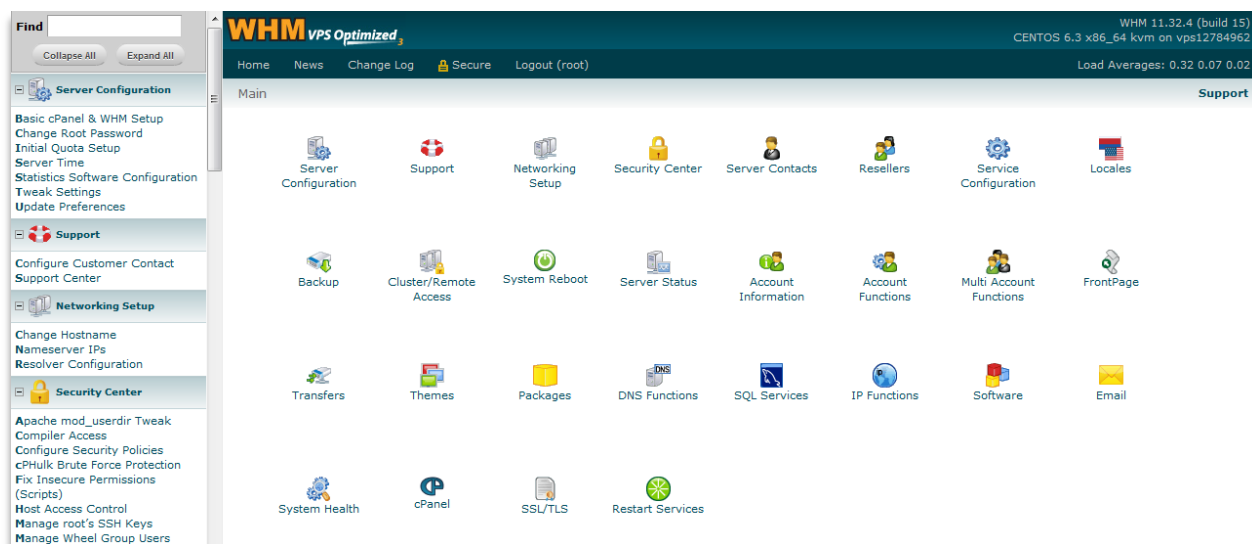 Find
Collapse All
Expand All
Server Configuration
Basic cPanel & WHM Setup
Change Root Password
Initial Quota Setup
Server Time
Statistics Software Configuration
Tweak Settings
Update Preferences
Support
Configure Customer Contact
Support Center
Networking Setup
Change Hostname
Nameserver IPs
Resolver Configuration
Security Center
Apache mod_userdir Tweak
Compiler Access
Configure Security Policies
cPHulk Brute Force Protection
Fix Insecure Permissions
(Scripts)
Host Access Control
Manage root's SSH Keys
Manage Wheel Group Users
WHM VPS Optimized 3
WHM 11.32.4 (build 15)
CENTOS 6.3 x86_64 kvm on vps12784962
Home News Change Log Secure Logout (root)
Load Averages: 0.32 0.07 0.02
Main
Support
Server
Configuration
Support
Networking
Setup
Security Center
Server Contacts
Resellers
Service
Configuration
Locales
Backup
Cluster/Remote
Access
System Reboot
Server Status
Account
Information
Account
Functions
Multi Account
Functions
FrontPage
Transfers
Themes
Packages
DNS
DNS Functions
SQL Services
IP Functions
Software
Email
System Health
cPanel
SSL/TLS
Restart Services